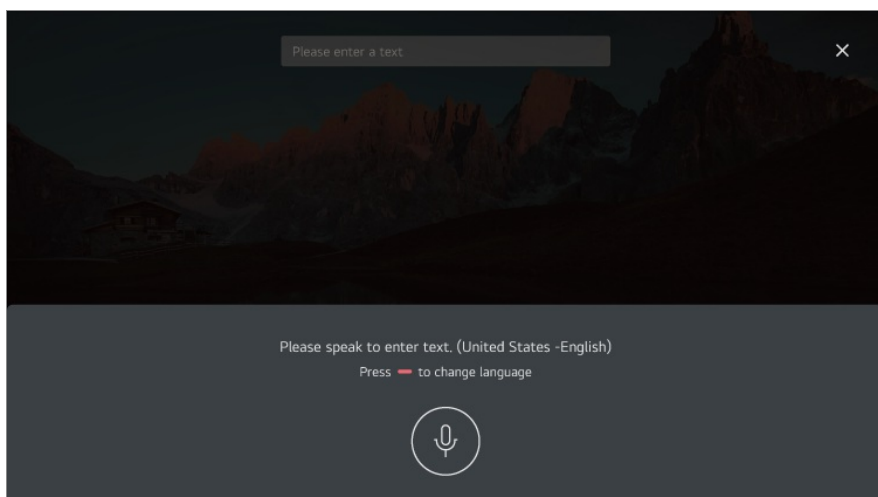 Please enter a text
Please speak to enter text. (United States -English)
Press to change language